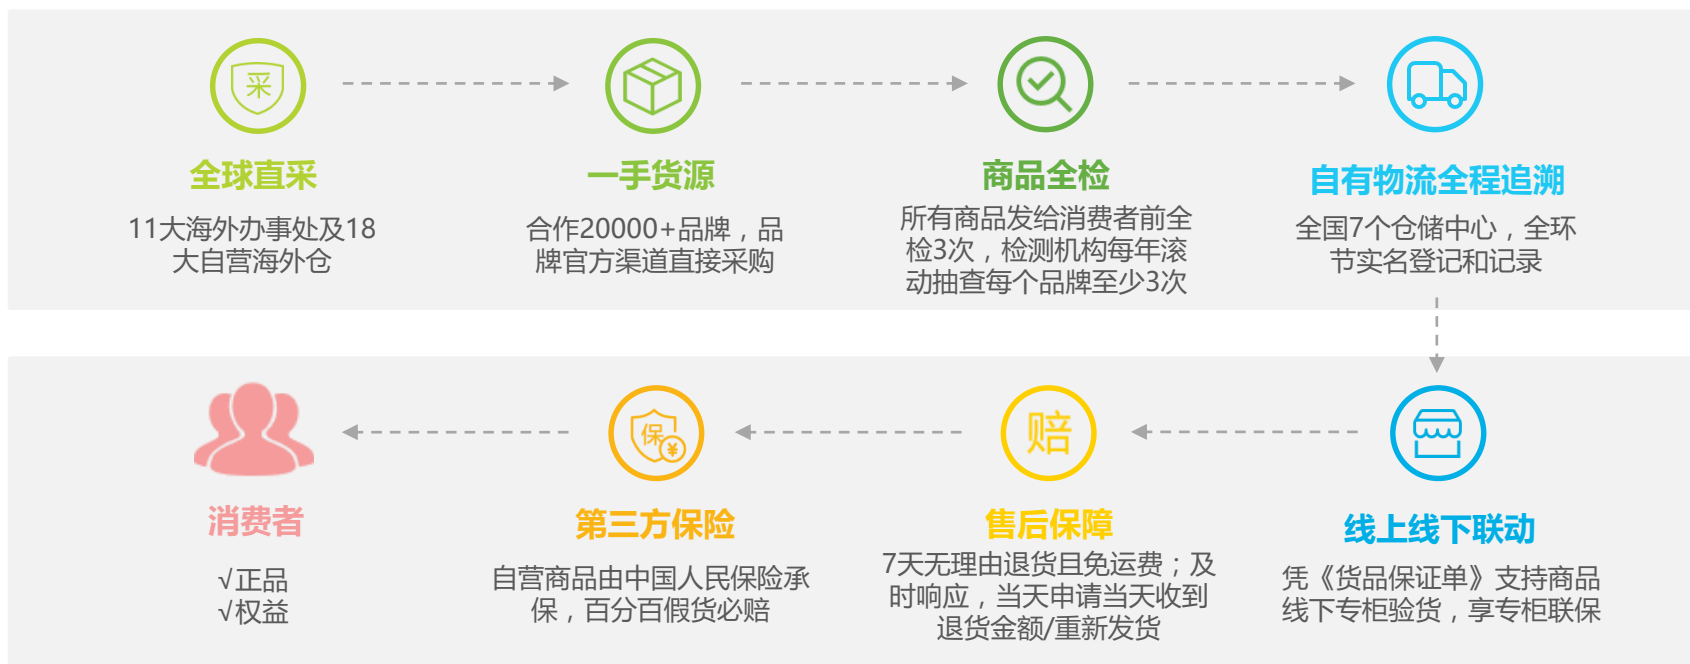 采
全球直采
11大海外办事处及18
大自营海外仓
一手货源
合作20000+品牌，品
牌官方渠道直接采购
商品全检
所有商品发给消费者前全
检3次，检测机构每年滚
动抽查每个品牌至少3次
自有物流全程追溯
全国7个仓储中心，全环
节实名登记和记录
线上线下联动
凭《货品保证单》支持商品
线下专柜验货，享专柜联保
赔
售后保障
7天无理由退货且免运费；及
时响应，当天申请当天收到
退货金额/重新发货
保
¥
第三方保险
自营商品由中国人民保险承
保，百分百假货必赔
消费者
√正品
√权益